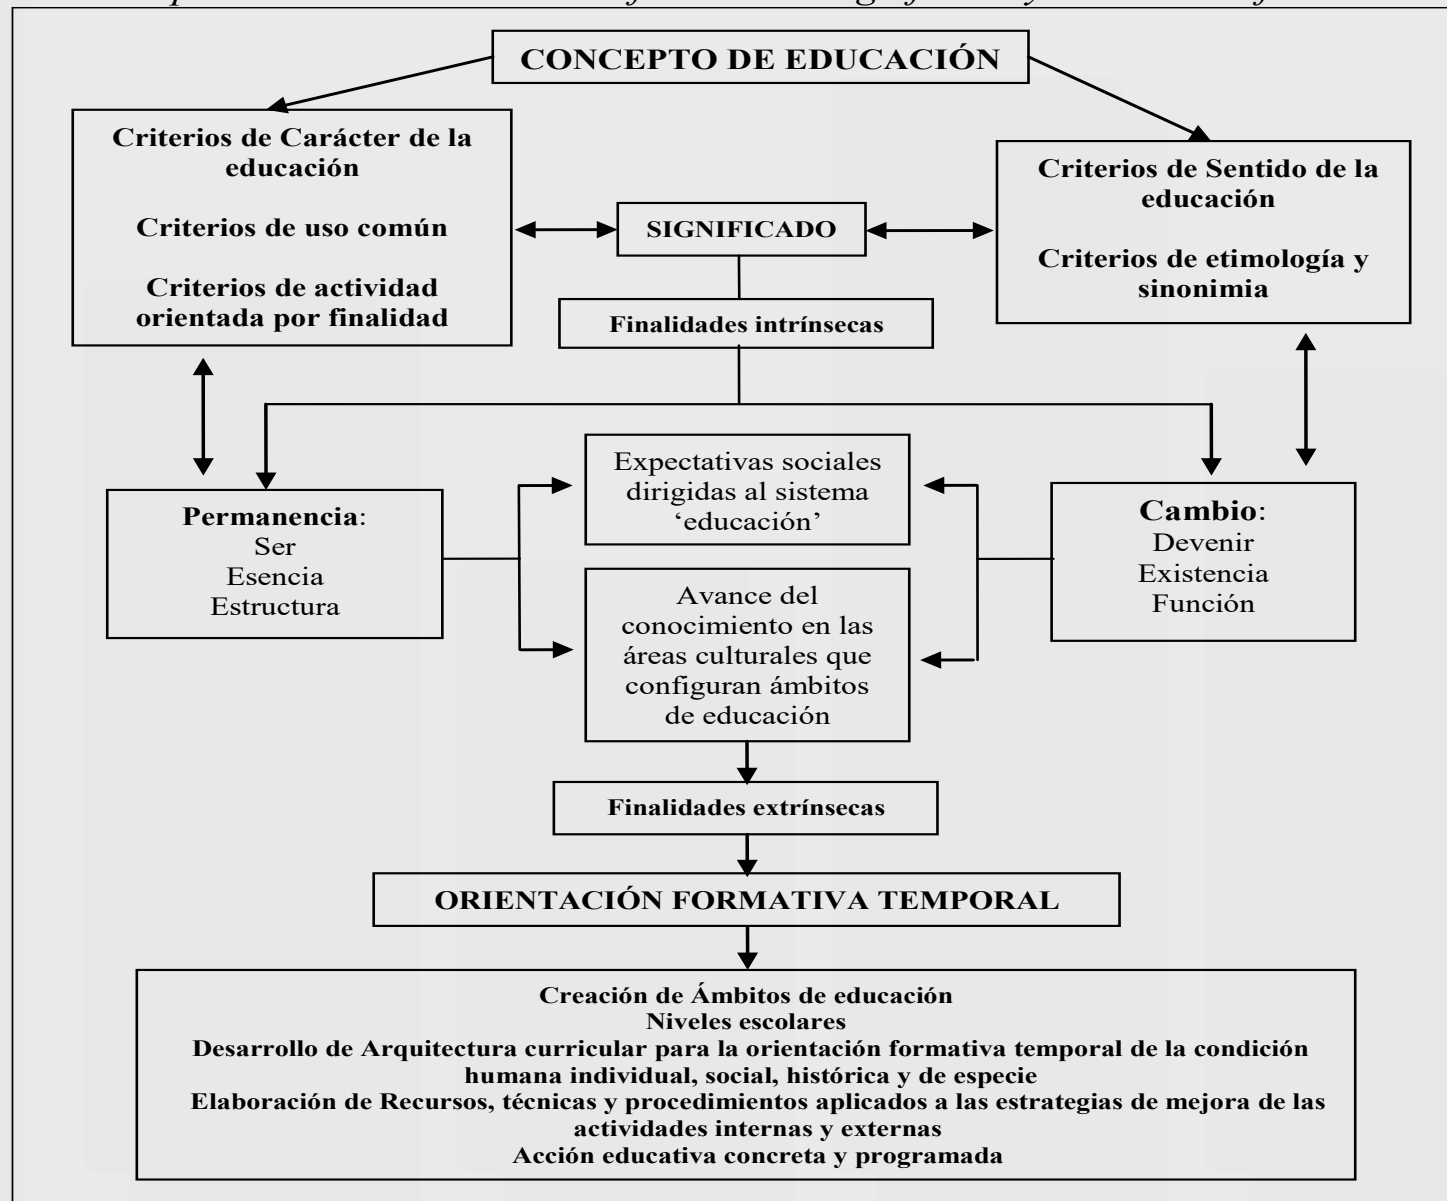 CONCEPTO DE EDUCACIÓN
Criterios de Carácter de la
educación
Criterios de uso común
Criterios de actividad
orientada por finalidad
SIGNIFICADO
Criterios de Sentido de la
educación
Criterios de etimología y
sinonimia
Finalidades intrínsecas
Permanencia:
Ser
Esencia
Estructura
Expectativas sociales
dirigidas al sistema
‘educación’
Avance del
conocimiento en las
áreas culturales que
configuran ámbitos
de educación
Cambio:
Devenir
Existencia
Función
Finalidades extrínsecas
ORIENTACIÓN FORMATIVA TEMPORAL
Creación de Ámbitos de educación
Niveles escolares
Desarrollo de Arquitectura curricular para la orientación formativa temporal de la condición
humana individual, social, histórica y de especie
Elaboración de Recursos, técnicas y procedimientos aplicados a las estrategias de mejora de las
actividades internas y externas
Acción educativa concreta y programada